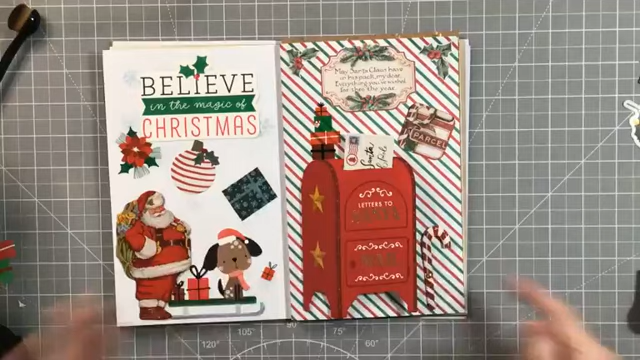 BELIEVE
in the magic of
CHRISTMAS
May Santa Claus have
in his pack, my dear,
Everything you've wished
for thro' the year.
PARCEL
Santa
LETTERS TO
SANTA
120°
105°
90
75°
60°